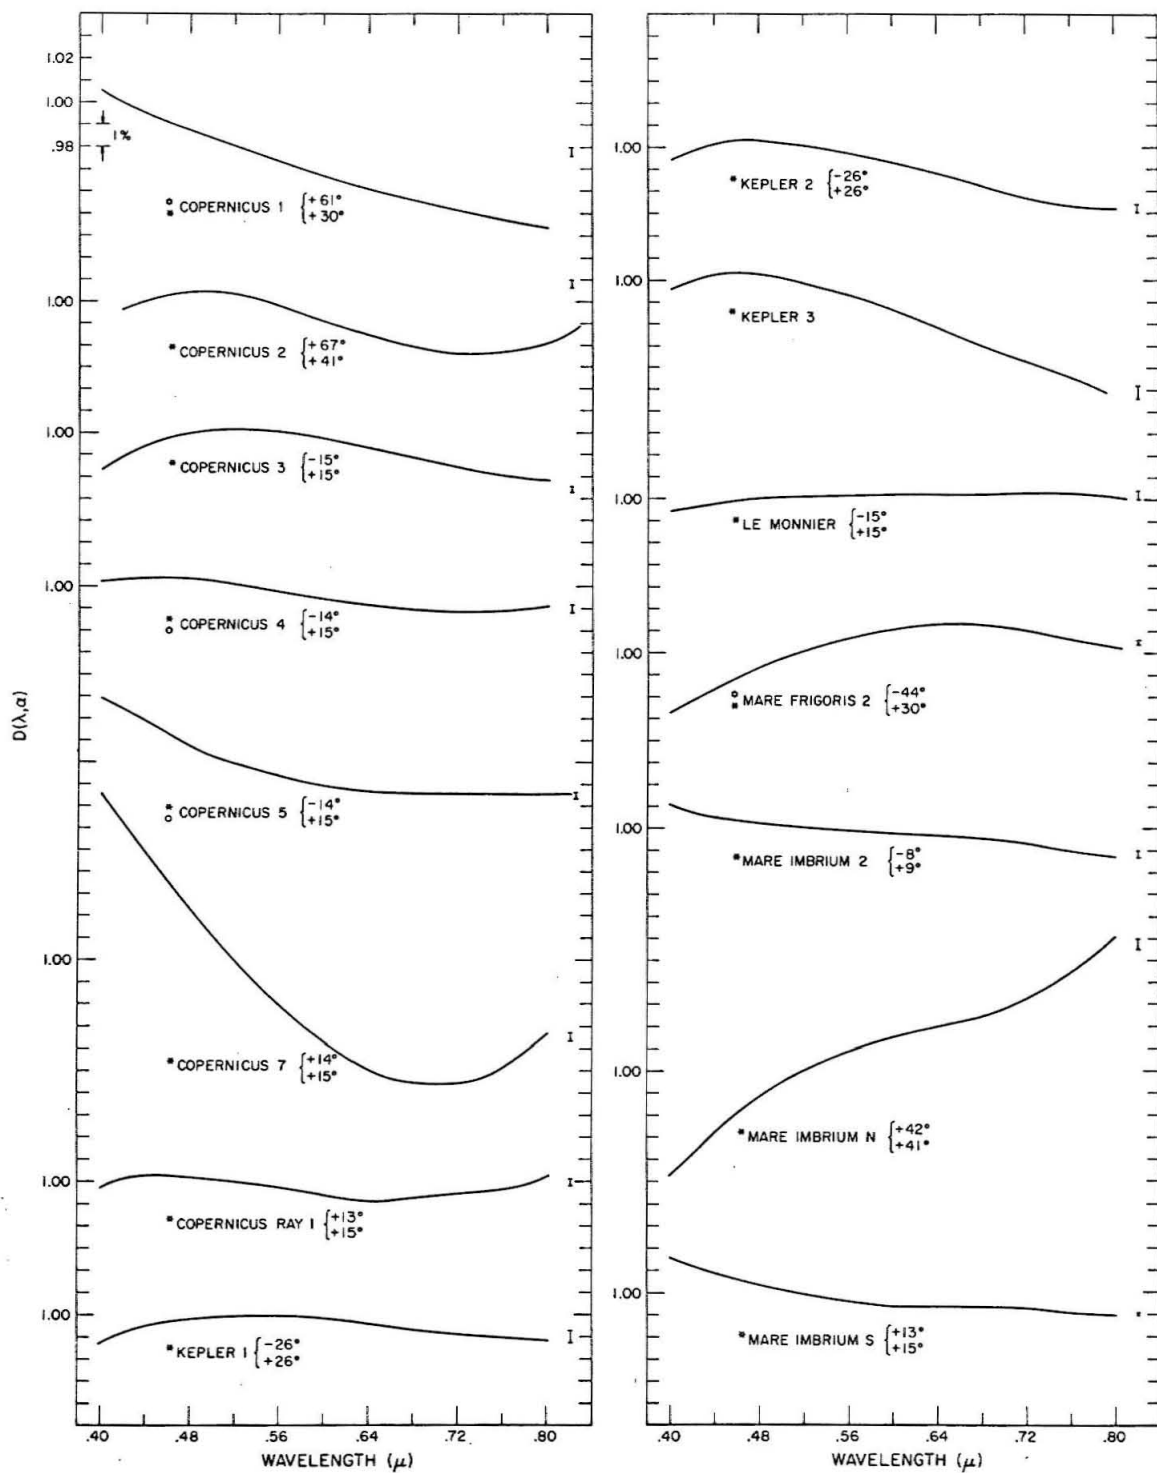 1.02
1.00
1%
.98
o
* COPERNICUS 1 {+61° +30°
1.00
* COPERNICUS 2 {+67° +41°
1.00
* COPERNICUS 3 {-15° +15°
1.00
*
o COPERNICUS 4 {-14° +15°
D(λ,α)
*
o COPERNICUS 5 {-14° +15°
1.00
* COPERNICUS 7 {+14° +15°
1.00
* COPERNICUS RAY 1 {+13° +15°
1.00
* KEPLER 1 {-26° +26°
.40 .48 .56 .64 .72 .80
WAVELENGTH (μ)
1.00
* KEPLER 2 {-26° +26°
1.00
* KEPLER 3
1.00
* LE MONNIER {-15° +15°
1.00
o
* MARE FRIGORIS 2 {-44° +30°
1.00
* MARE IMBRIUM 2 {-8° +9°
1.00
* MARE IMBRIUM N {+42° +41°
1.00
* MARE IMBRIUM S {+13° +15°
.40 .48 .56 .64 .72 .80
WAVELENGTH (μ)